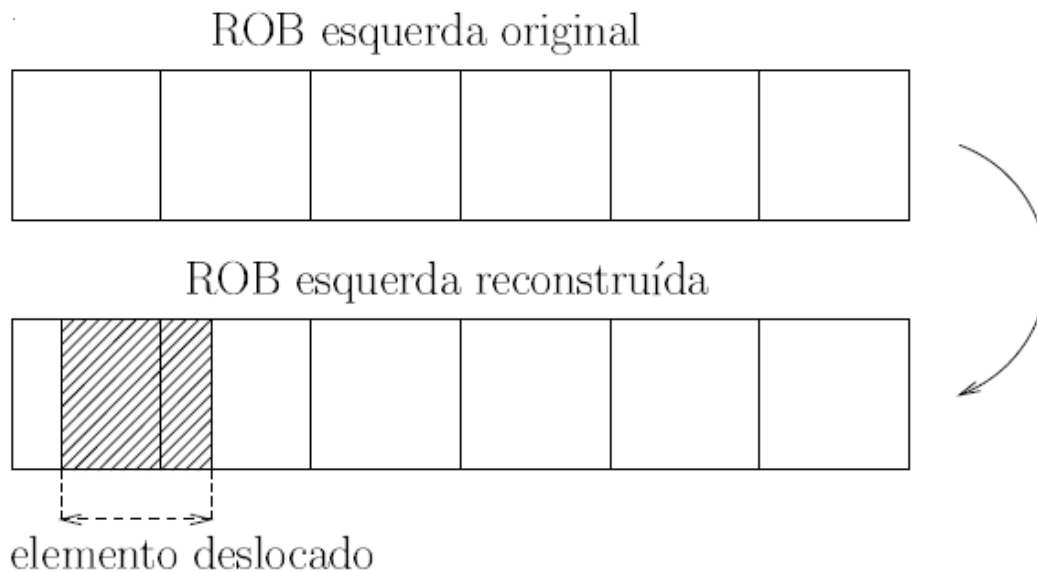 ROB esquerda original
ROB esquerda reconstruída
elemento deslocado